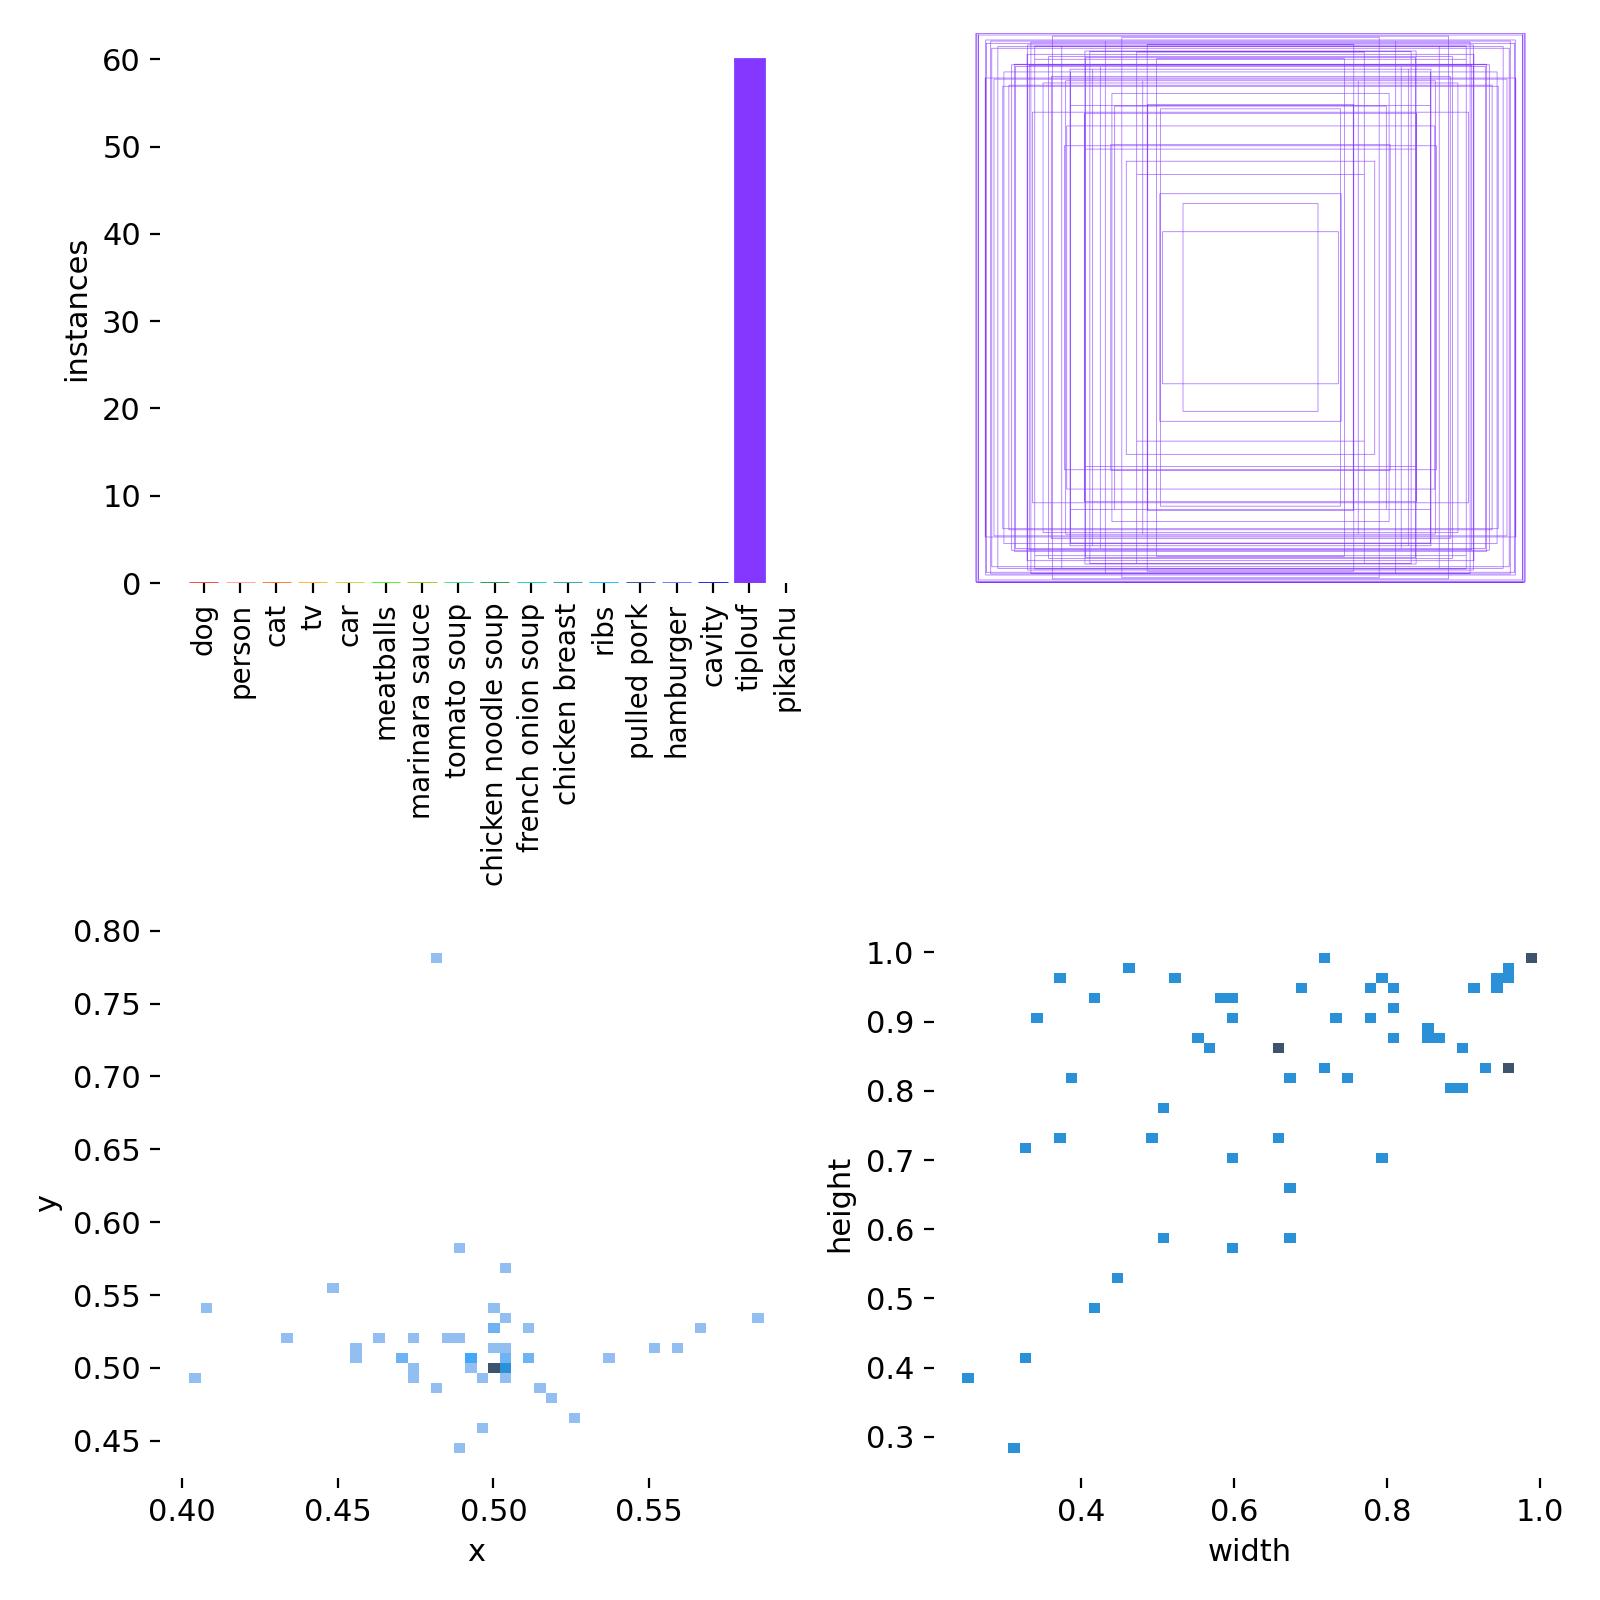 60
50
40
30
20
10
0
instances
dog
person
cat
tv
car
meatballs
marinara sauce
tomato soup
chicken noodle soup
french onion soup
chicken breast
ribs
pulled pork
hamburger
cavity
tiplouf
pikachu
0.80
0.75
0.70
0.65
0.60
0.55
0.50
0.45
y
0.40 0.45 0.50 0.55
x
1.0
0.9
0.8
0.7
0.6
0.5
0.4
0.3
height
0.4 0.6 0.8 1.0
width